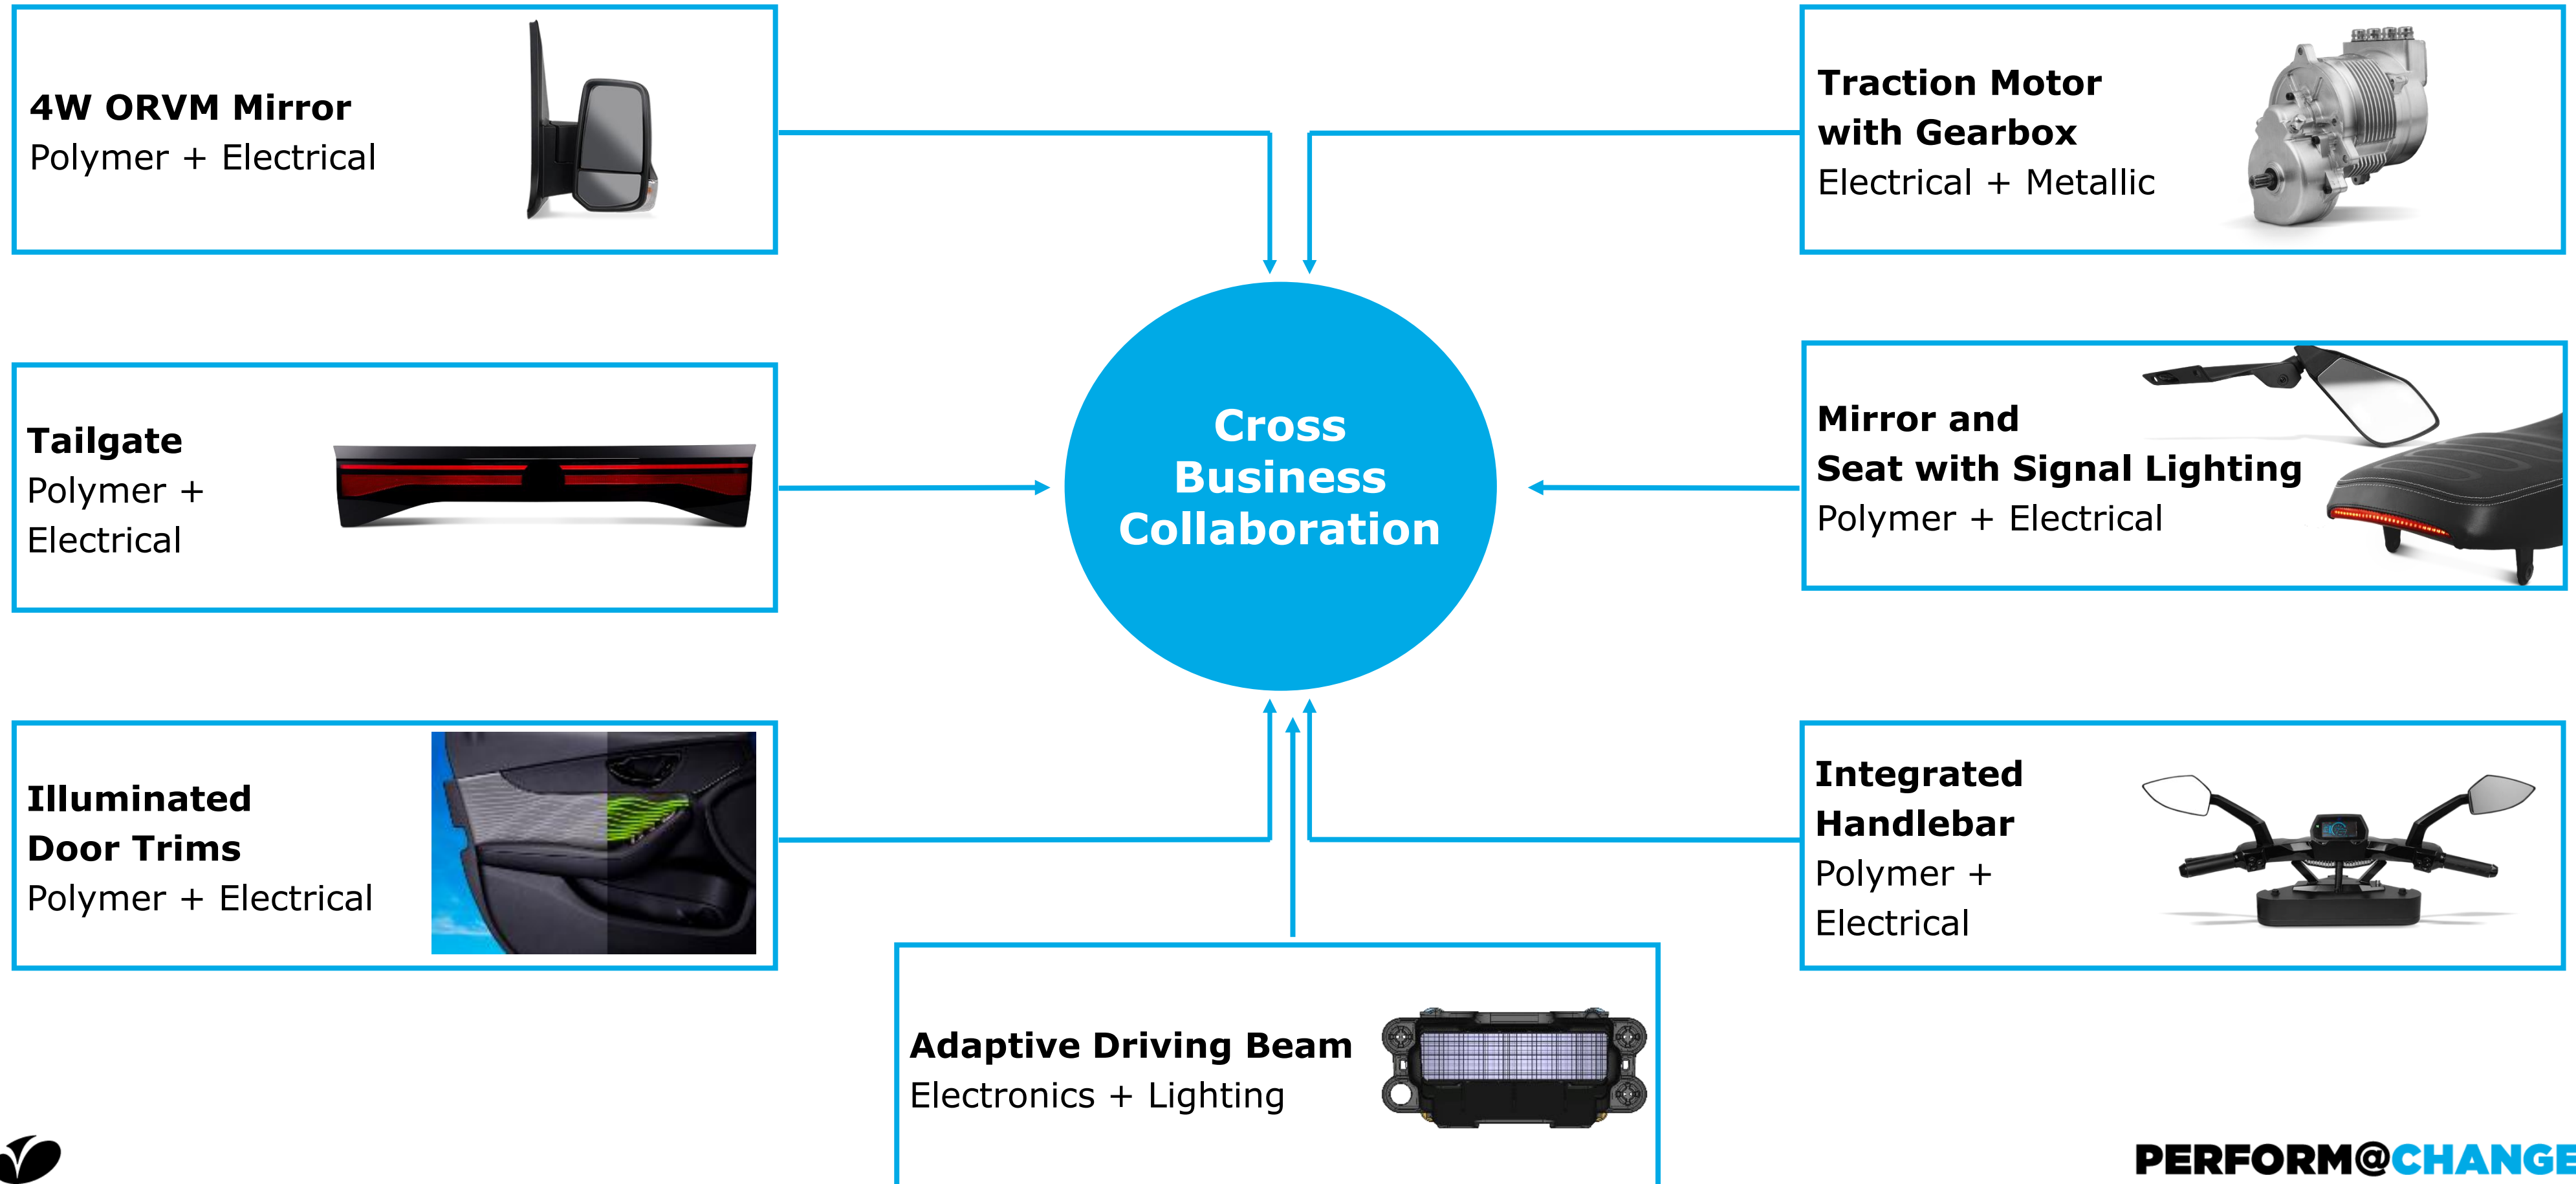 4W ORVM Mirror
Polymer + Electrical
Traction Motor
with Gearbox
Electrical + Metallic
Tailgate
Polymer +
Electrical
Cross
Business
Collaboration
Mirror and
Seat with Signal Lighting
Polymer + Electrical
Illuminated
Door Trims
Polymer + Electrical
Integrated
Handlebar
Polymer +
Electrical
Adaptive Driving Beam
Electronics + Lighting
PERFORM@CHANGE